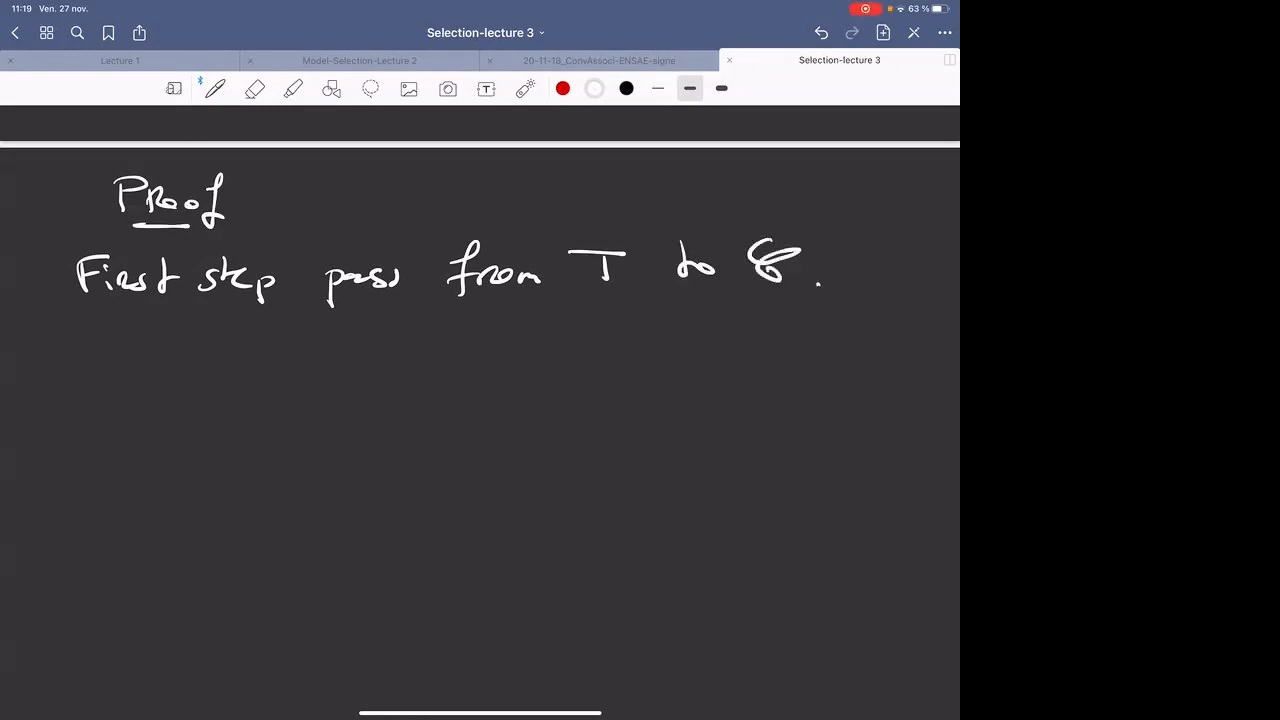 11:19 Ven. 27 nov.
63 %
Selection-lecture 3
Lecture 1
Model-Selection-Lecture 2
20-11-18_ConvAssoci-ENSAE-signe
Selection-lecture 3
Proof
First step pass from T to 𝒞.